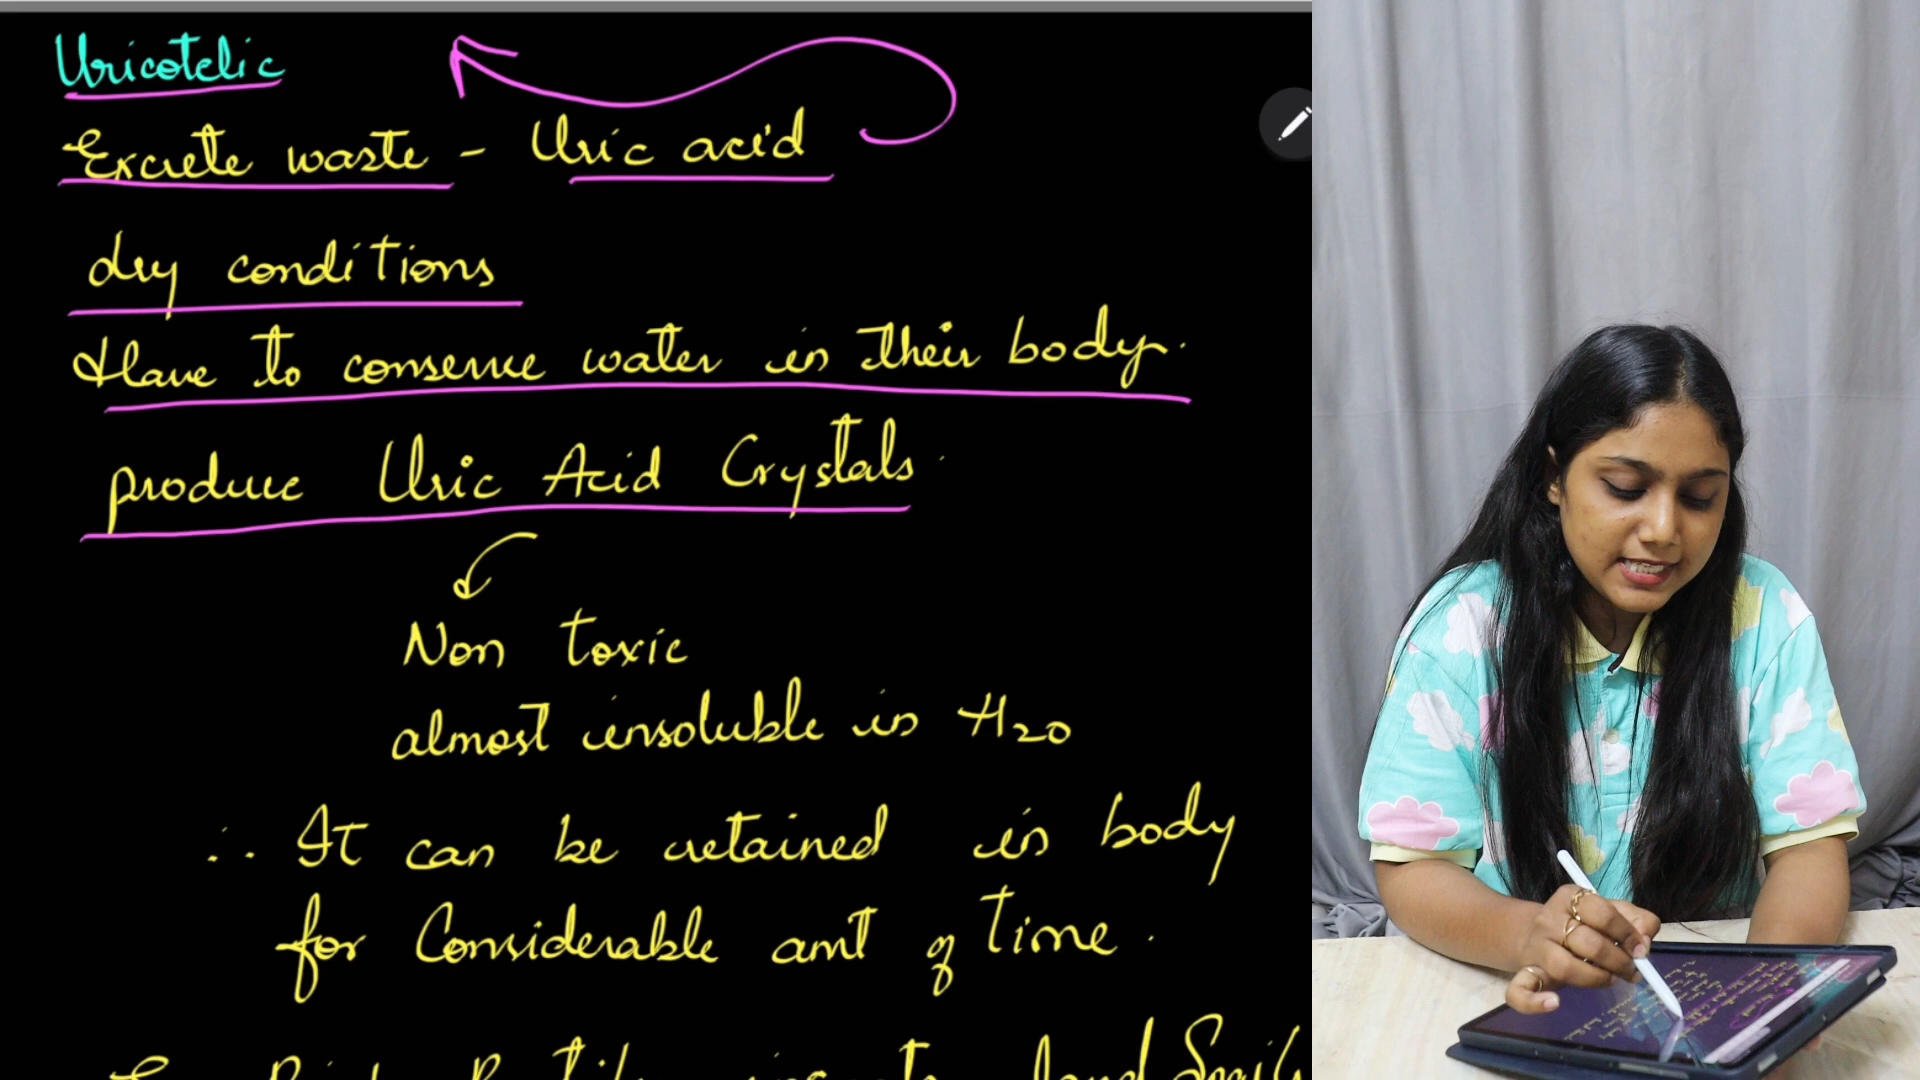 Uricotelic
Excrete waste - Uric acid
dry conditions
Have to conserve water in their body.
produce Uric Acid Crystals.
Non toxic
almost insoluble in H2O
∴ It can be retained in body
for Considerable amt of Time.